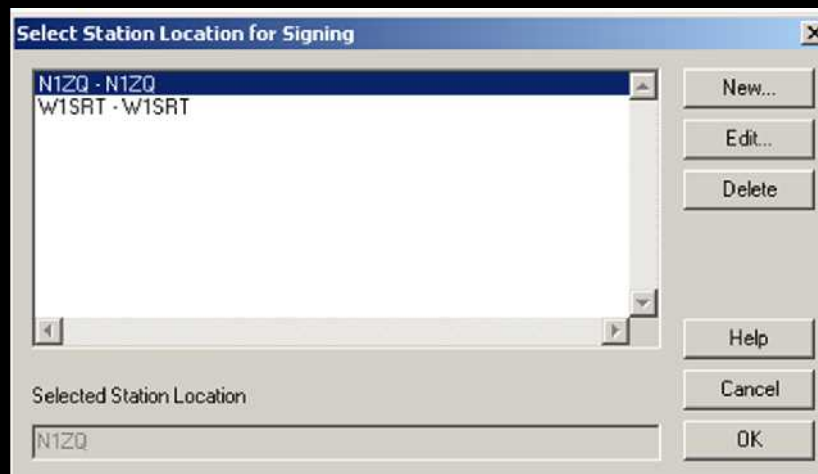 Select Station Location for Signing
N1ZQ - N1ZQ
W1SRT - W1SRT
New...
Edit...
Delete
Help
Selected Station Location
Cancel
N1ZQ
OK